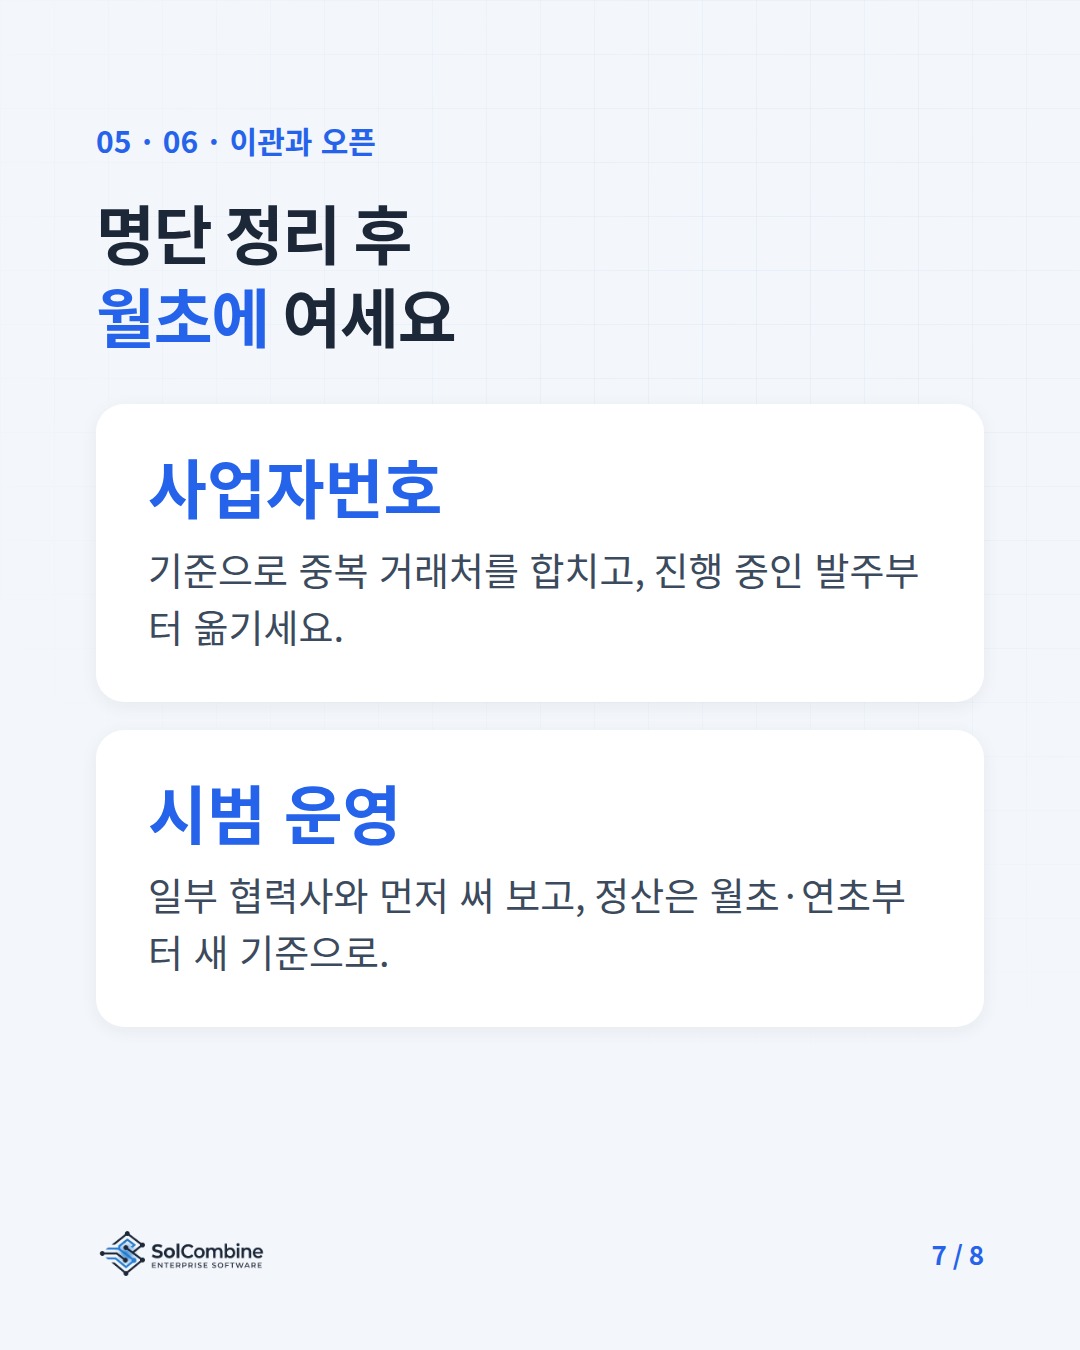 05 · 06 · 이관과 오픈
명단 정리 후
월초에 여세요
사업자번호
기준으로 중복 거래처를 합치고, 진행 중인 발주부
터 옮기세요.
시범 운영
일부 협력사와 먼저 써 보고, 정산은 월초·연초부
터 새 기준으로.
SolCombine
ENTERPRISE SOFTWARE
7 / 8